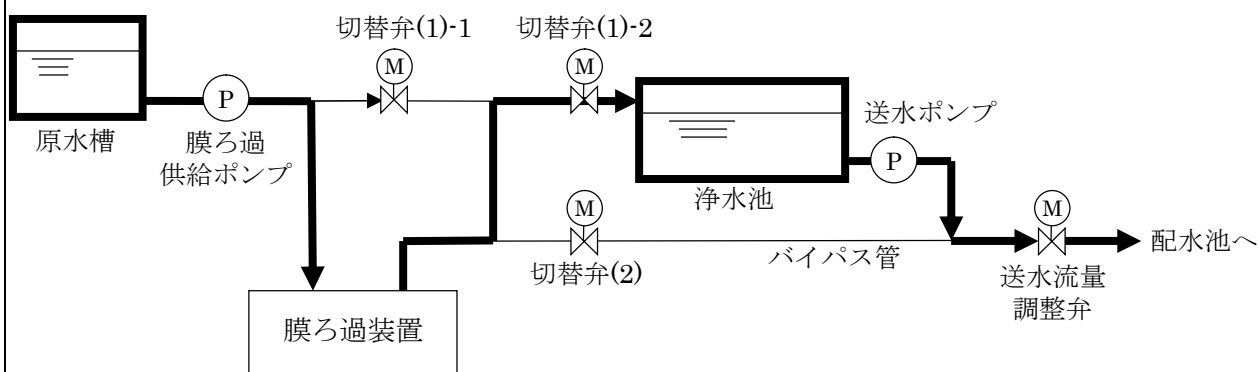 切替弁(1)-1
切替弁(1)-2
M
M
送水ポンプ
P
原水槽
膜ろ過
供給ポンプ
P
浄水池
M
M
配水池へ
切替弁(2)
バイパス管
送水流量
調整弁
膜ろ過装置